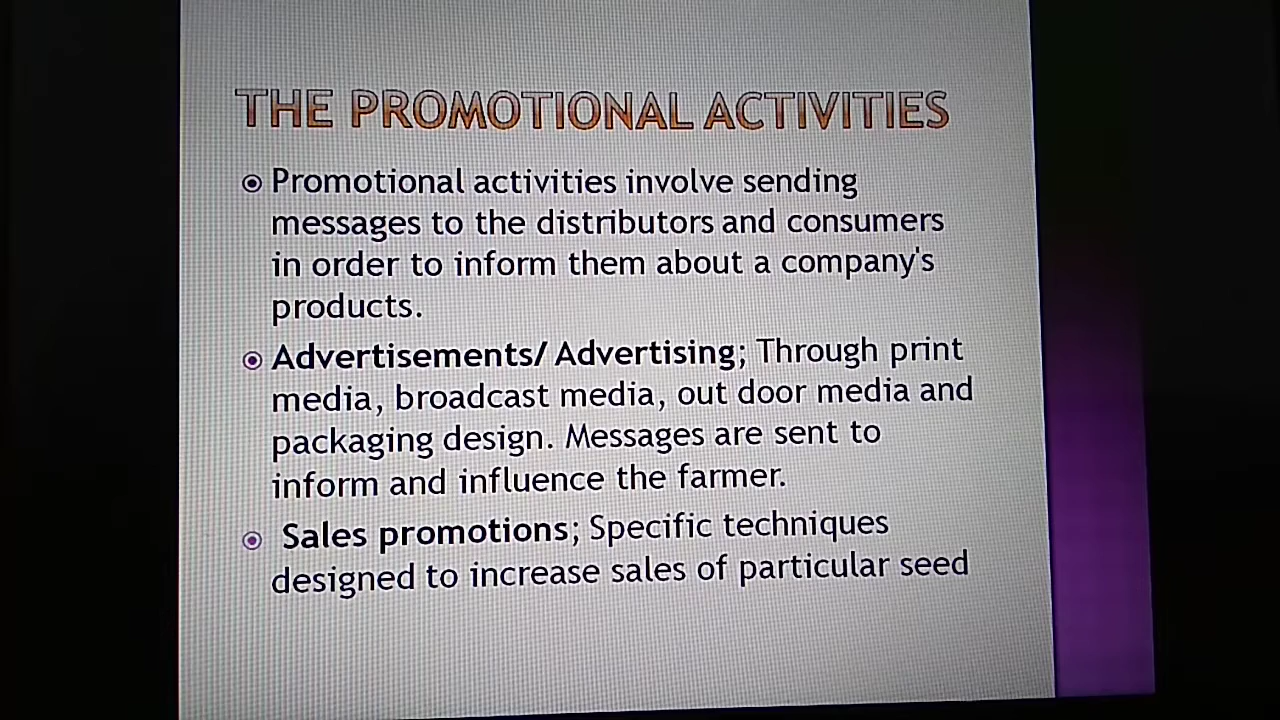 THE PROMOTIONAL ACTIVITIES
Promotional activities involve sending
messages to the distributors and consumers
in order to inform them about a company's
products.
Advertisements/ Advertising; Through print
media, broadcast media, out door media and
packaging design. Messages are sent to
inform and influence the farmer.
Sales promotions; Specific techniques
designed to increase sales of particular seed